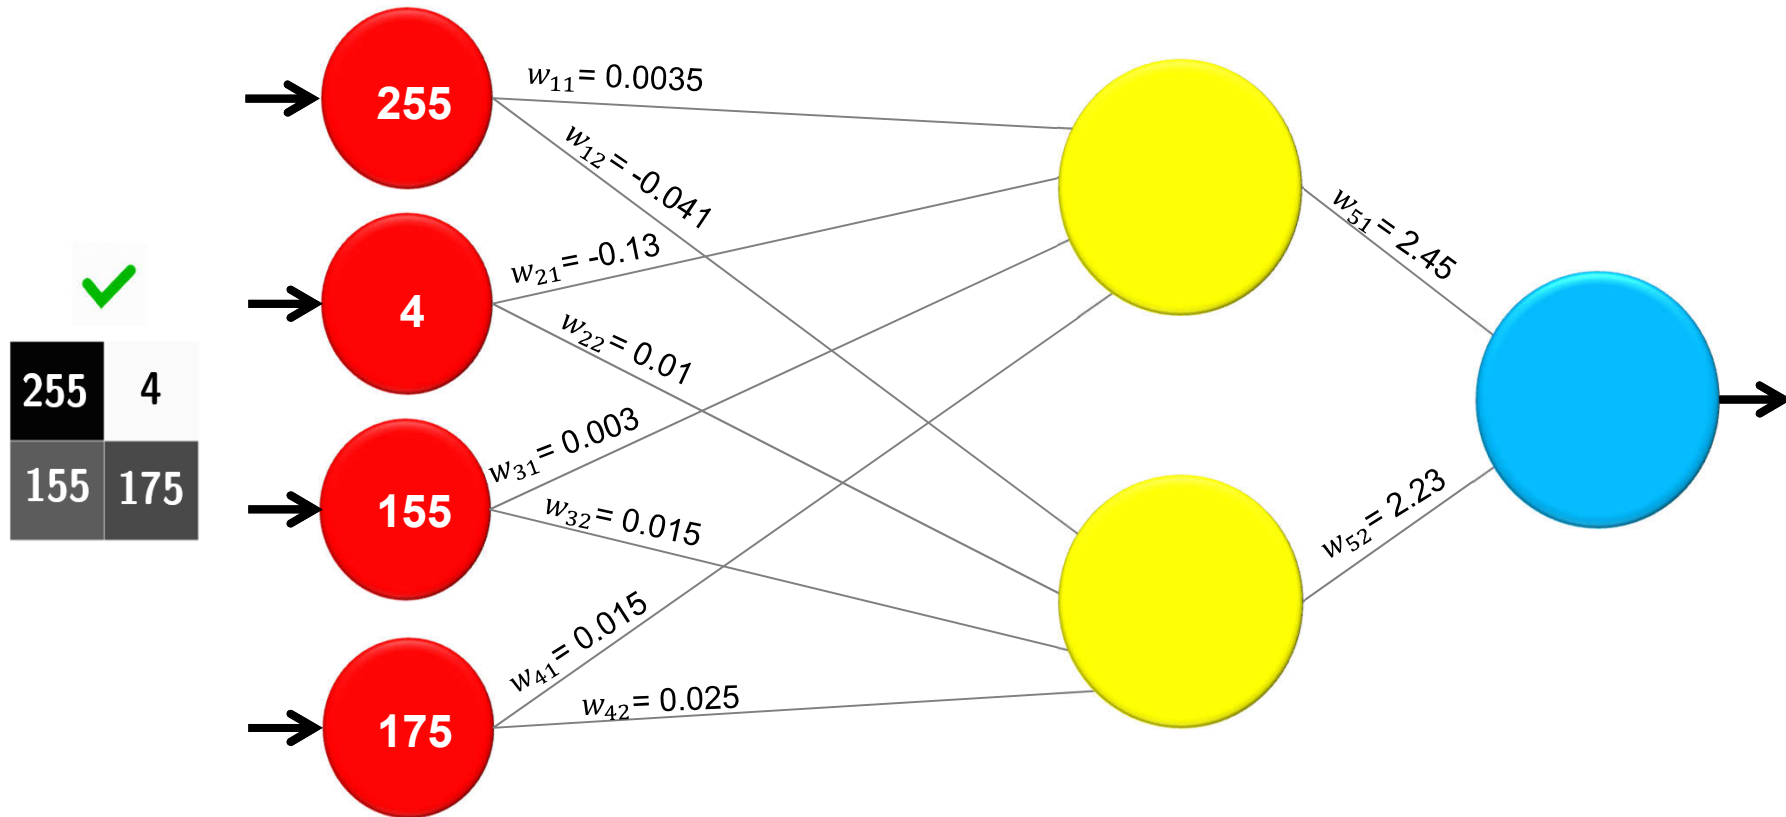 255 4
155 175
255
4
155
175
w₁₁= 0.0035
w₁₂= -0.041
w₂₁= -0.13
w₂₂= 0.01
w₃₁= 0.003
w₃₂= 0.015
w₄₁= 0.015
w₄₂= 0.025
w₅₁= 2.45
w₅₂= 2.23